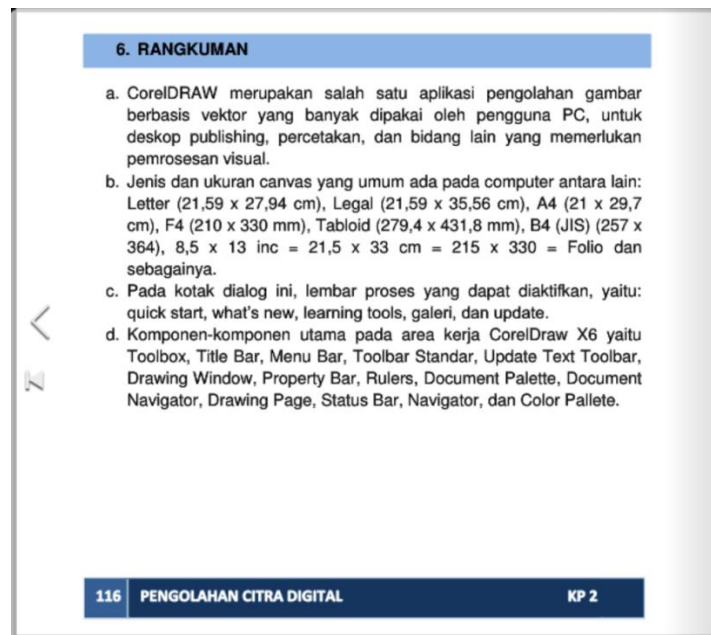 6. RANGKUMAN
a. CorelDRAW merupakan salah satu aplikasi pengolahan gambar
berbasis vektor yang banyak dipakai oleh pengguna PC, untuk
deskop publishing, percetakan, dan bidang lain yang memerlukan
pemrosesan visual.
b. Jenis dan ukuran canvas yang umum ada pada computer antara lain:
Letter (21,59 x 27,94 cm), Legal (21,59 x 35,56 cm), A4 (21 x 29,7
cm), F4 (210 x 330 mm), Tabloid (279,4 x 431,8 mm), B4 (JIS) (257 x
364), 8,5 x 13 inc = 21,5 x 33 cm = 215 x 330 = Folio dan
sebagainya.
c. Pada kotak dialog ini, lembar proses yang dapat diaktifkan, yaitu:
quick start, what's new, learning tools, galeri, dan update.
d. Komponen-komponen utama pada area kerja CorelDraw X6 yaitu
Toolbox, Title Bar, Menu Bar, Toolbar Standar, Update Text Toolbar,
Drawing Window, Property Bar, Rulers, Document Palette, Document
Navigator, Drawing Page, Status Bar, Navigator, dan Color Pallete.
116 PENGOLAHAN CITRA DIGITAL KP 2